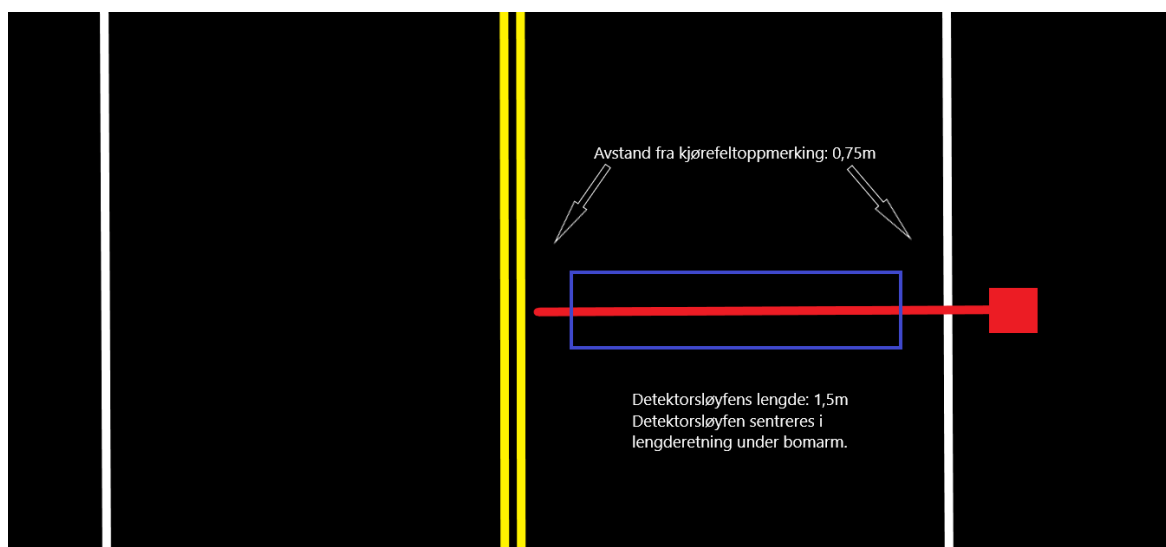 Avstand fra kjørefeltoppmerking: 0,75m
Detektorsløyfens lengde: 1,5m
Detektorsløyfen sentreres i
lengderetning under bomarm.